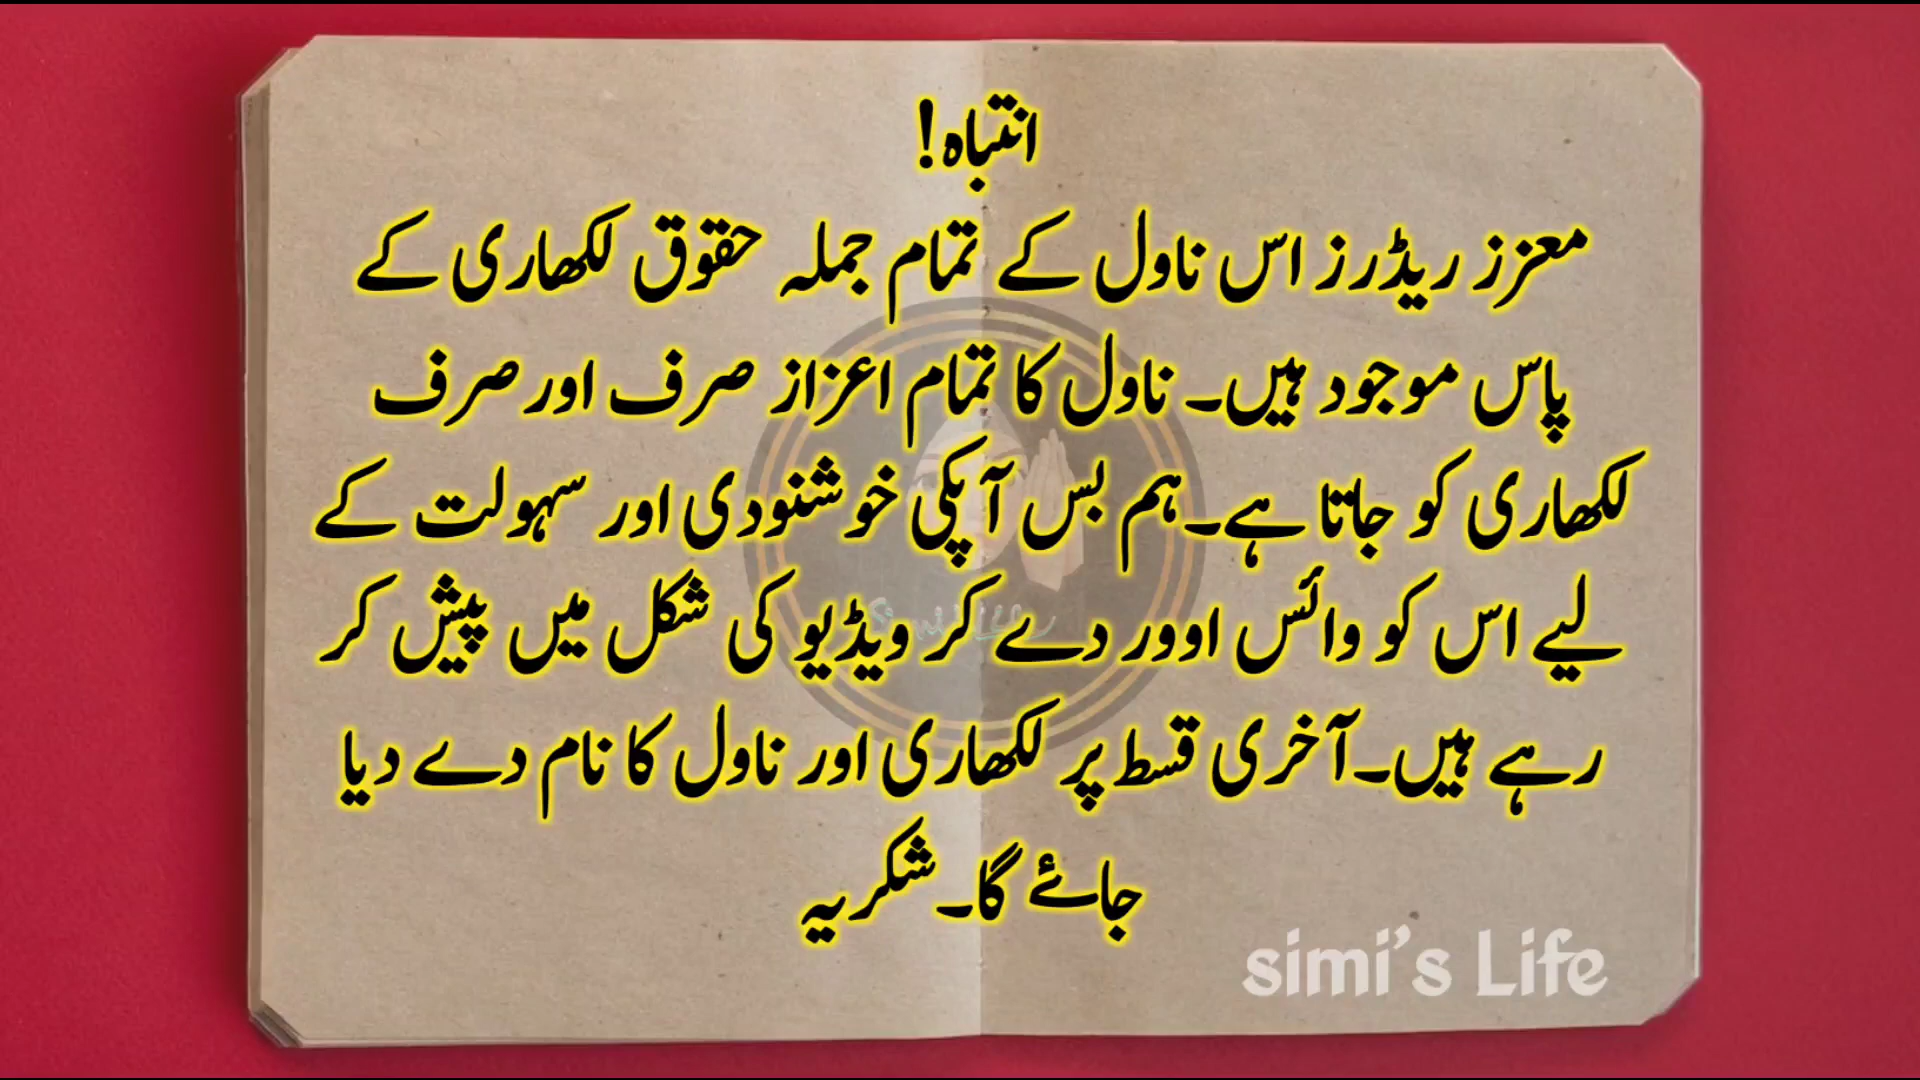 انتباہ!
معزز ریڈرز اس ناول کے تمام جملہ حقوق لکھاری کے
پاس موجود ہیں۔ ناول کا تمام اعزاز صرف اور صرف
لکھاری کو جاتا ہے۔ہم بس آپکی خوشنودی اور سہولت کے
لیے اس کو وائس اوور دے کر ویڈیو کی شکل میں پیش کر
رہے ہیں۔آخری قسط پر لکھاری اور ناول کا نام دے دیا
جائے گا۔شکریہ
simi's Life